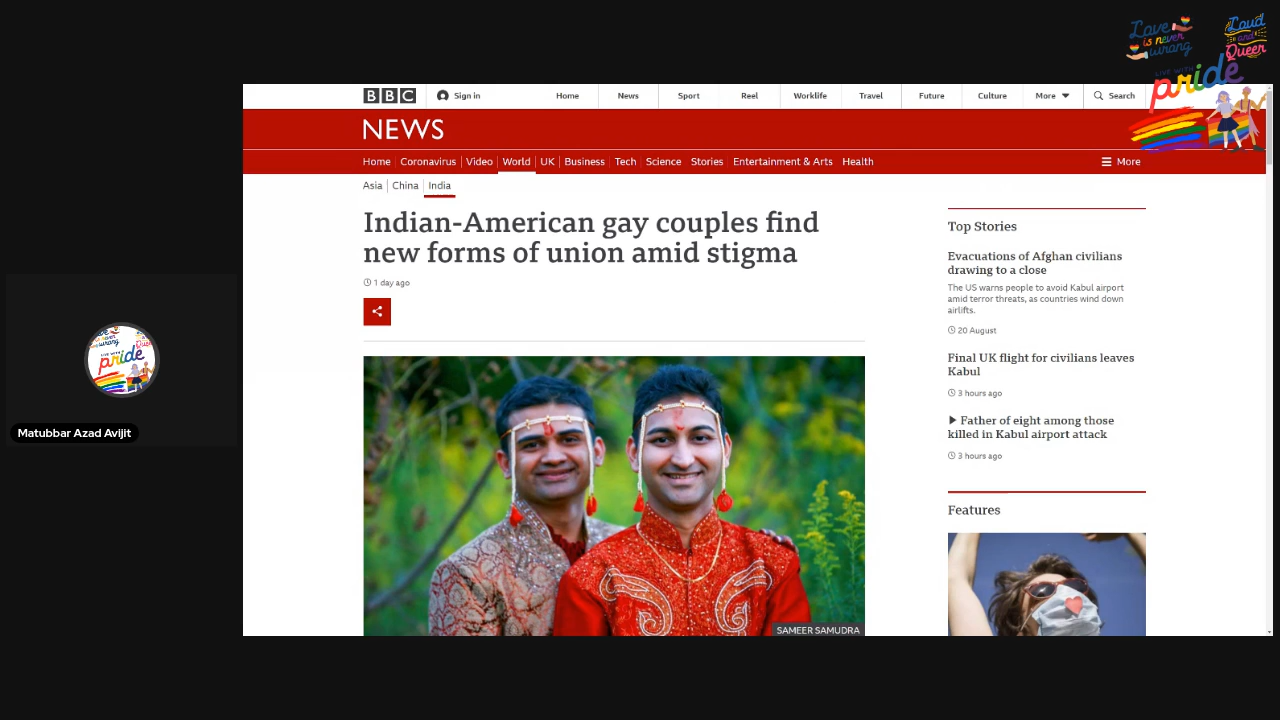 Love
is never
wrong
Loud
and
Queer
LIVE WITH
pride
BBC
Sign in
Home
News
Sport
Reel
Worklife
Travel
Future
Culture
More
Search
NEWS
Home
Coronavirus
Video
World
UK
Business
Tech
Science
Stories
Entertainment & Arts
Health
More
Asia
China
India
Indian-American gay couples find
new forms of union amid stigma
1 day ago
SAMEER SAMUDRA
Top Stories
Evacuations of Afghan civilians
drawing to a close
The US warns people to avoid Kabul airport
amid terror threats, as countries wind down
airlifts.
20 August
Final UK flight for civilians leaves
Kabul
3 hours ago
Father of eight among those
killed in Kabul airport attack
3 hours ago
Features
LIVE WITH
pride
Matubbar Azad Avijit